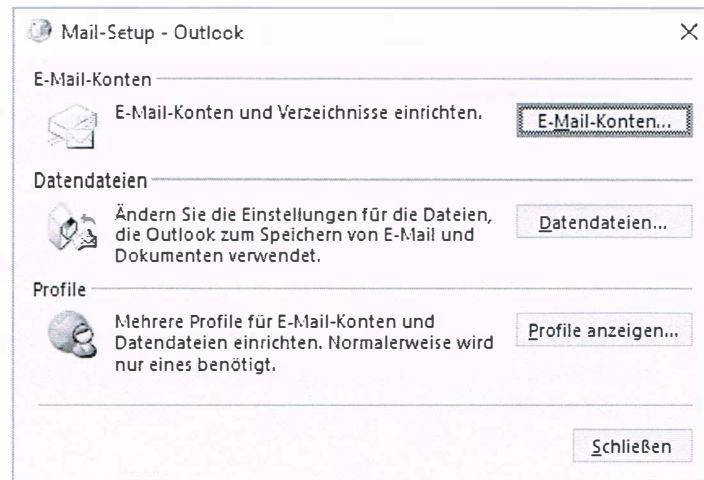 Mail-Setup - Outlook
E-Mail-Konten
E-Mail-Konten und Verzeichnisse einrichten.
E-Mail-Konten...
Datendateien
Ändern Sie die Einstellungen für die Dateien,
die Outlook zum Speichern von E-Mail und
Dokumenten verwendet.
Datendateien...
Profile
Mehrere Profile für E-Mail-Konten und
Datendateien einrichten. Normalerweise wird
nur eines benötigt.
Profile anzeigen...
Schließen